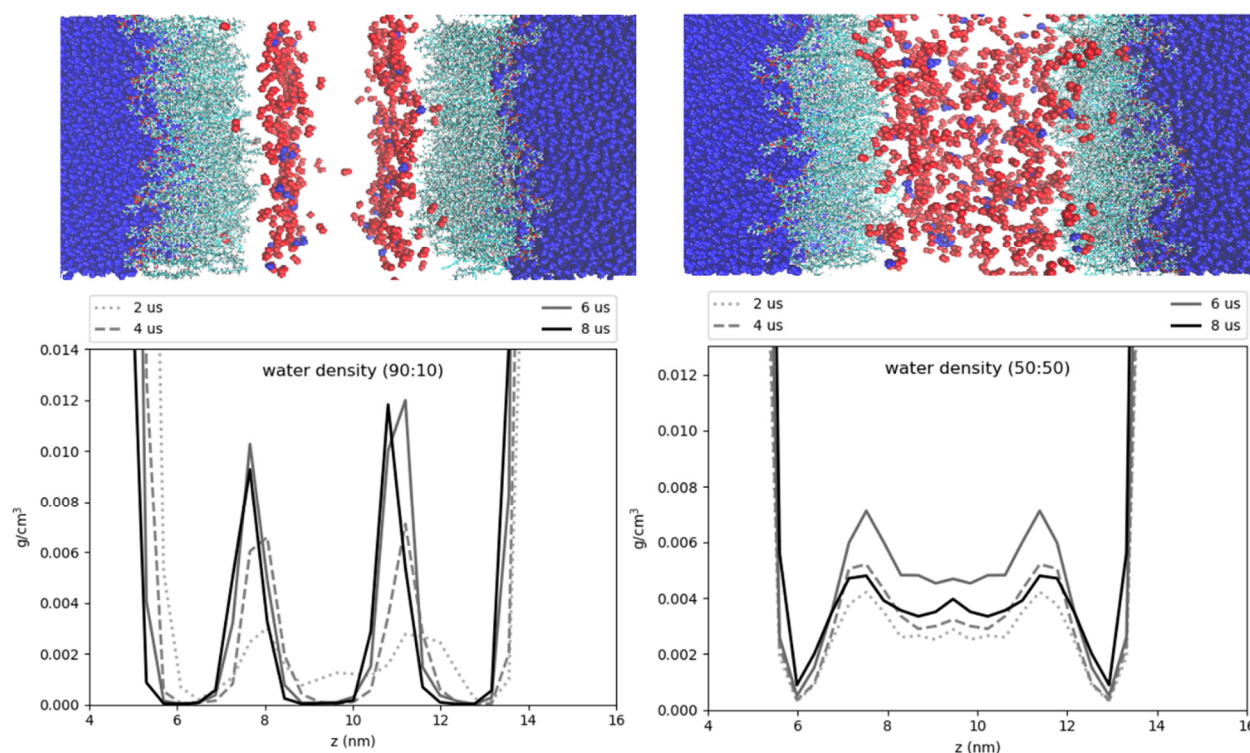 2 us
4 us
6 us
8 us
0.014
0.012
0.010
0.008
0.006
0.004
0.002
0.000
g/cm³
water density (90:10)
4
6
8
10
12
14
16
z (nm)
2 us
4 us
6 us
8 us
0.012
0.010
0.008
0.006
0.004
0.002
0.000
g/cm³
water density (50:50)
4
6
8
10
12
14
16
z (nm)